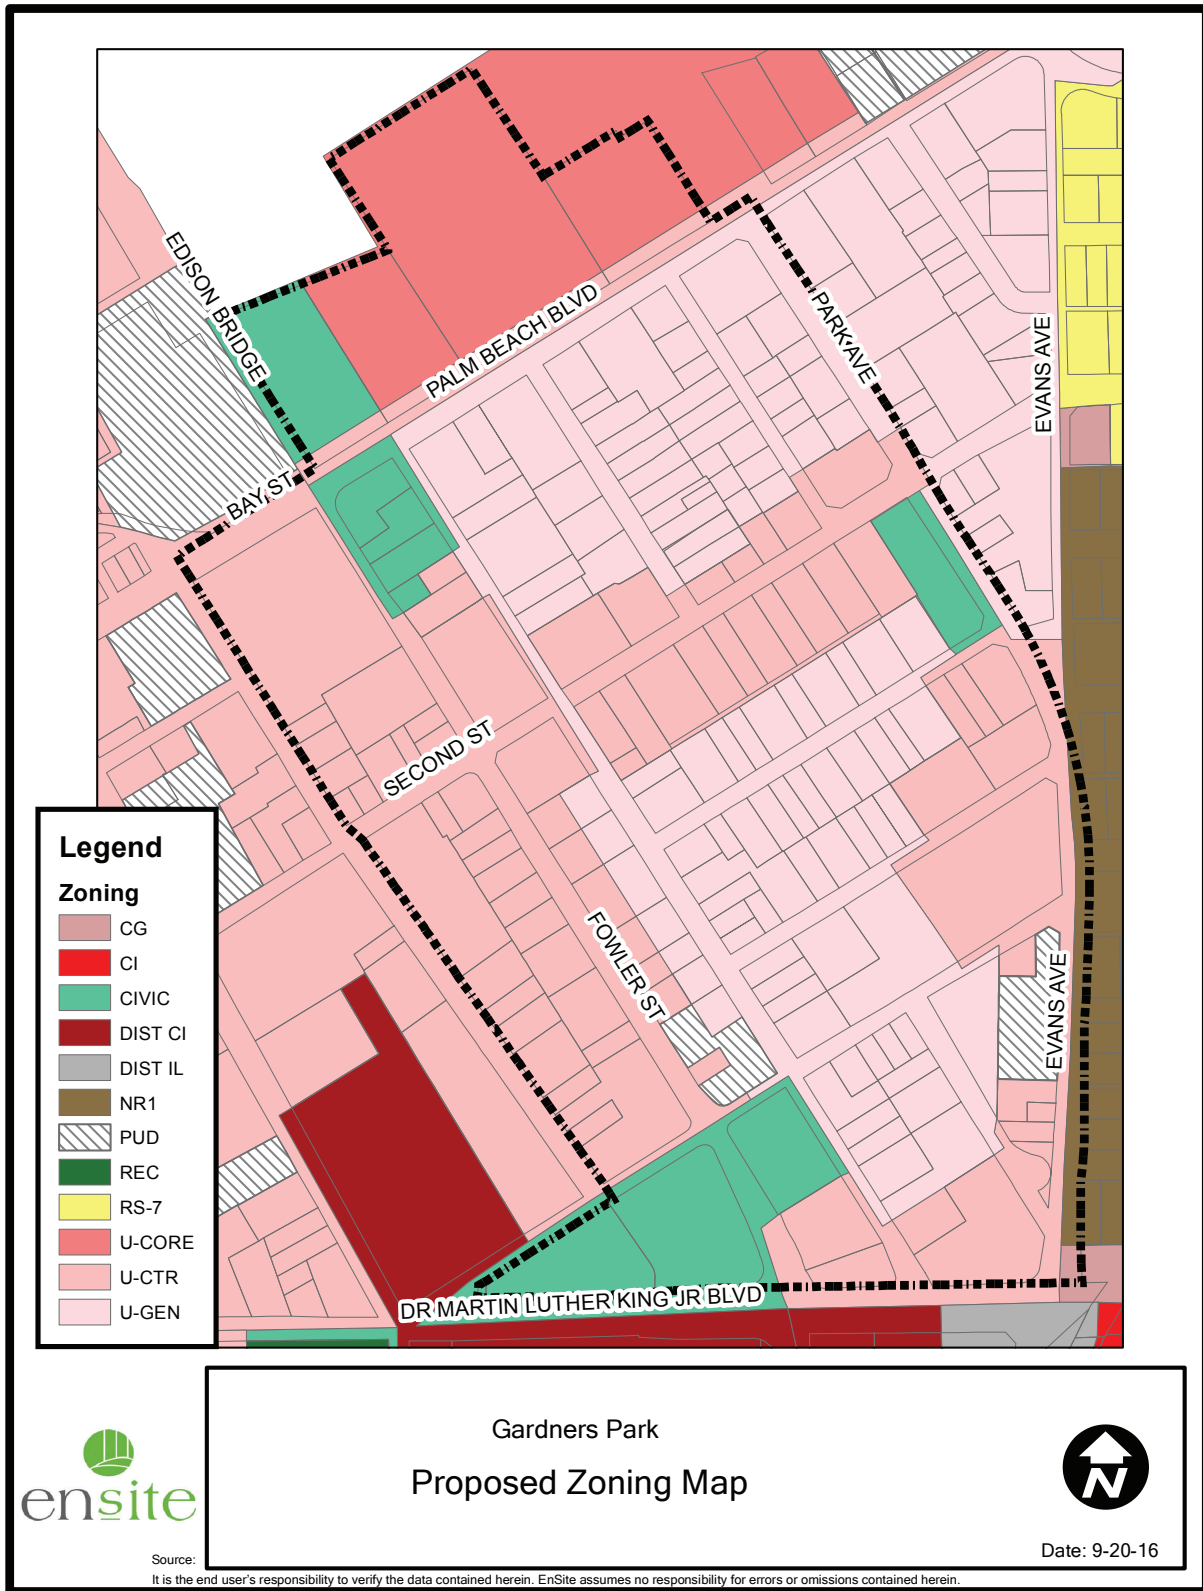 EDISON BRIDGE
PALM BEACH BLVD
PARK AVE
EVANS AVE
BAY ST
SECOND ST
FOWLER ST
EVANS AVE
DR MARTIN LUTHER KING JR BLVD
Legend
Zoning
CG
CI
CIVIC
DIST CI
DIST IL
NR1
PUD
REC
RS-7
U-CORE
U-CTR
U-GEN
ensite
Gardners Park
Proposed Zoning Map
N
Date: 9-20-16
Source:
It is the end user's responsibility to verify the data contained herein. EnSite assumes no responsibility for errors or omissions contained herein.